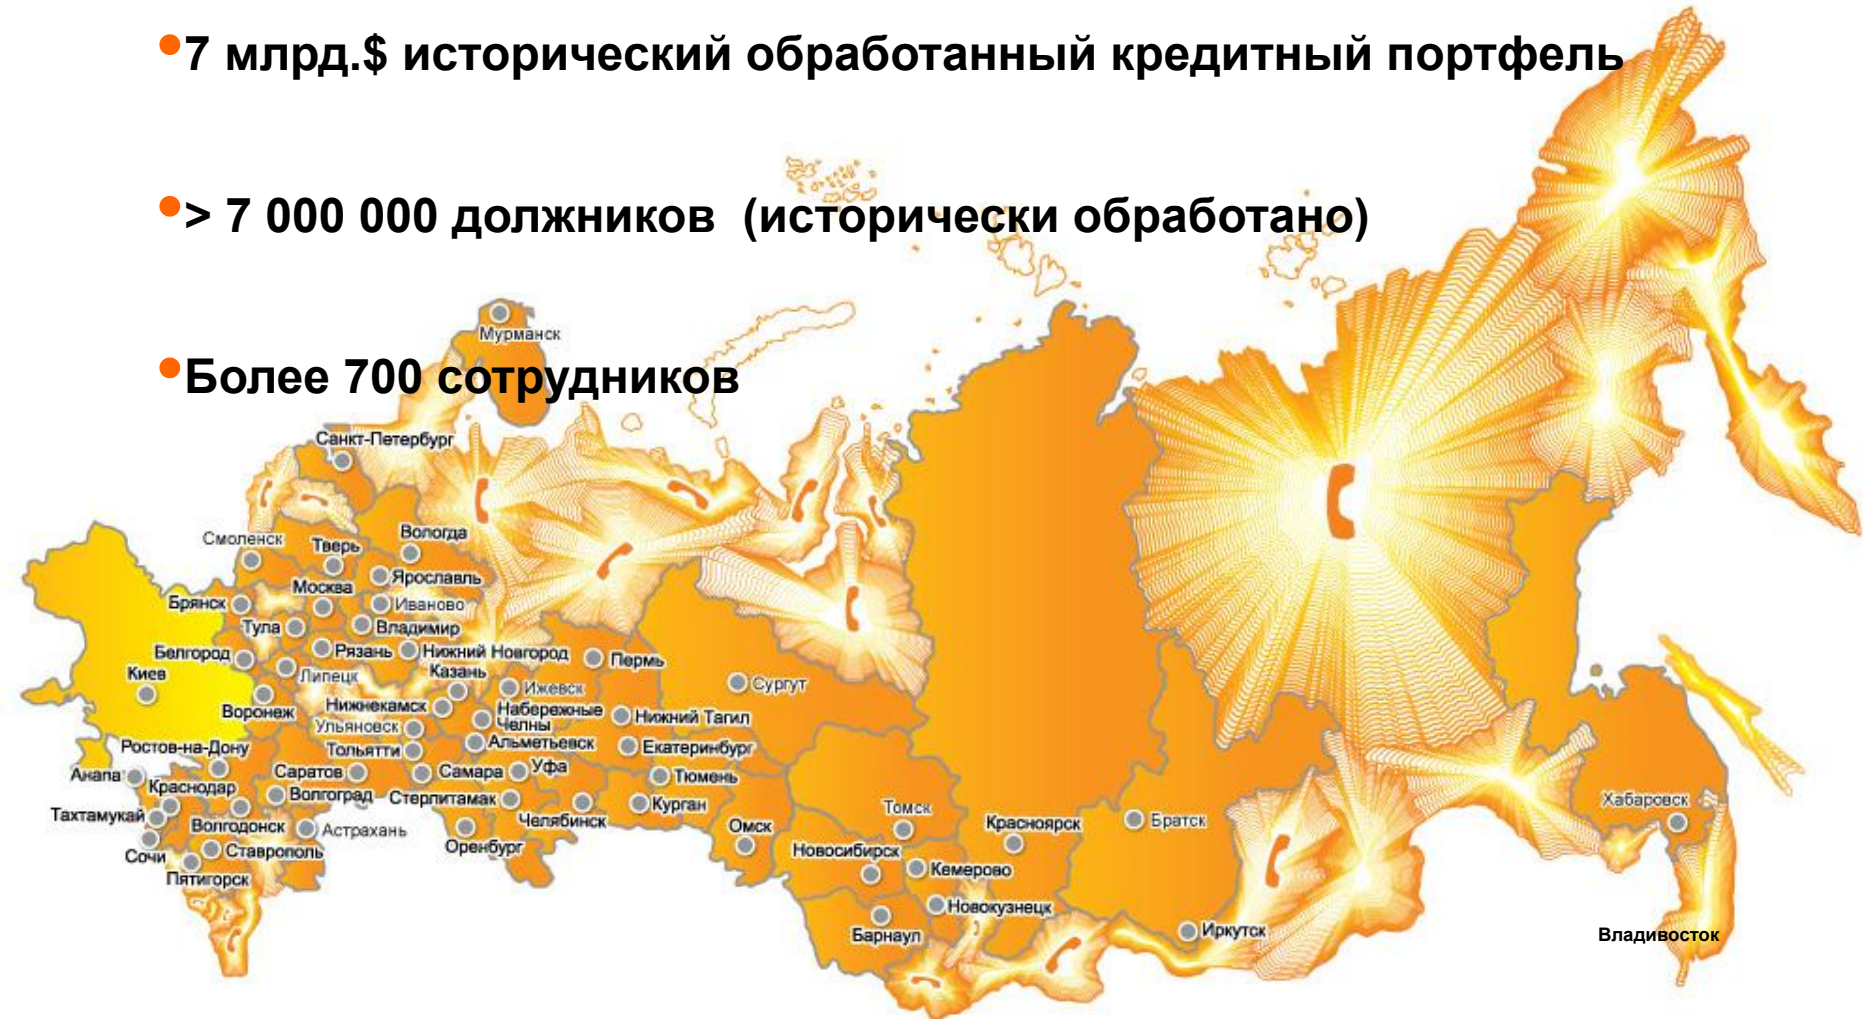 •7 млрд.$ исторический обработанный кредитный портфель
•> 7 000 000 должников (исторически обработано)
Мурманск
•Более 700 сотрудников
Санкт-Петербург
Вологда
Смоленск
Тверь
Ярославль
Москва
Брянск
Иваново
Тула
Владимир
Белгород
Рязань
Нижний Новгород
Пермь
Киев
Липецк
Казань
Ижевск
Сургут
Воронеж
Нижнекамск
Набережные
Челны
Нижний Тагил
Ульяновск
Ростов-на-Дону
Тольятти
Альметьевск
Екатеринбург
Анапа
Саратов
Самара
Уфа
Тюмень
Краснодар
Волгоград
Стерлитамак
Курган
Тахтамукай
Волгодонск
Астрахань
Челябинск
Омск
Томск
Красноярск
Братск
Хабаровск
Сочи
Ставрополь
Оренбург
Новосибирск
Кемерово
Пятигорск
Новокузнецк
Барнаул
Иркутск
Владивосток